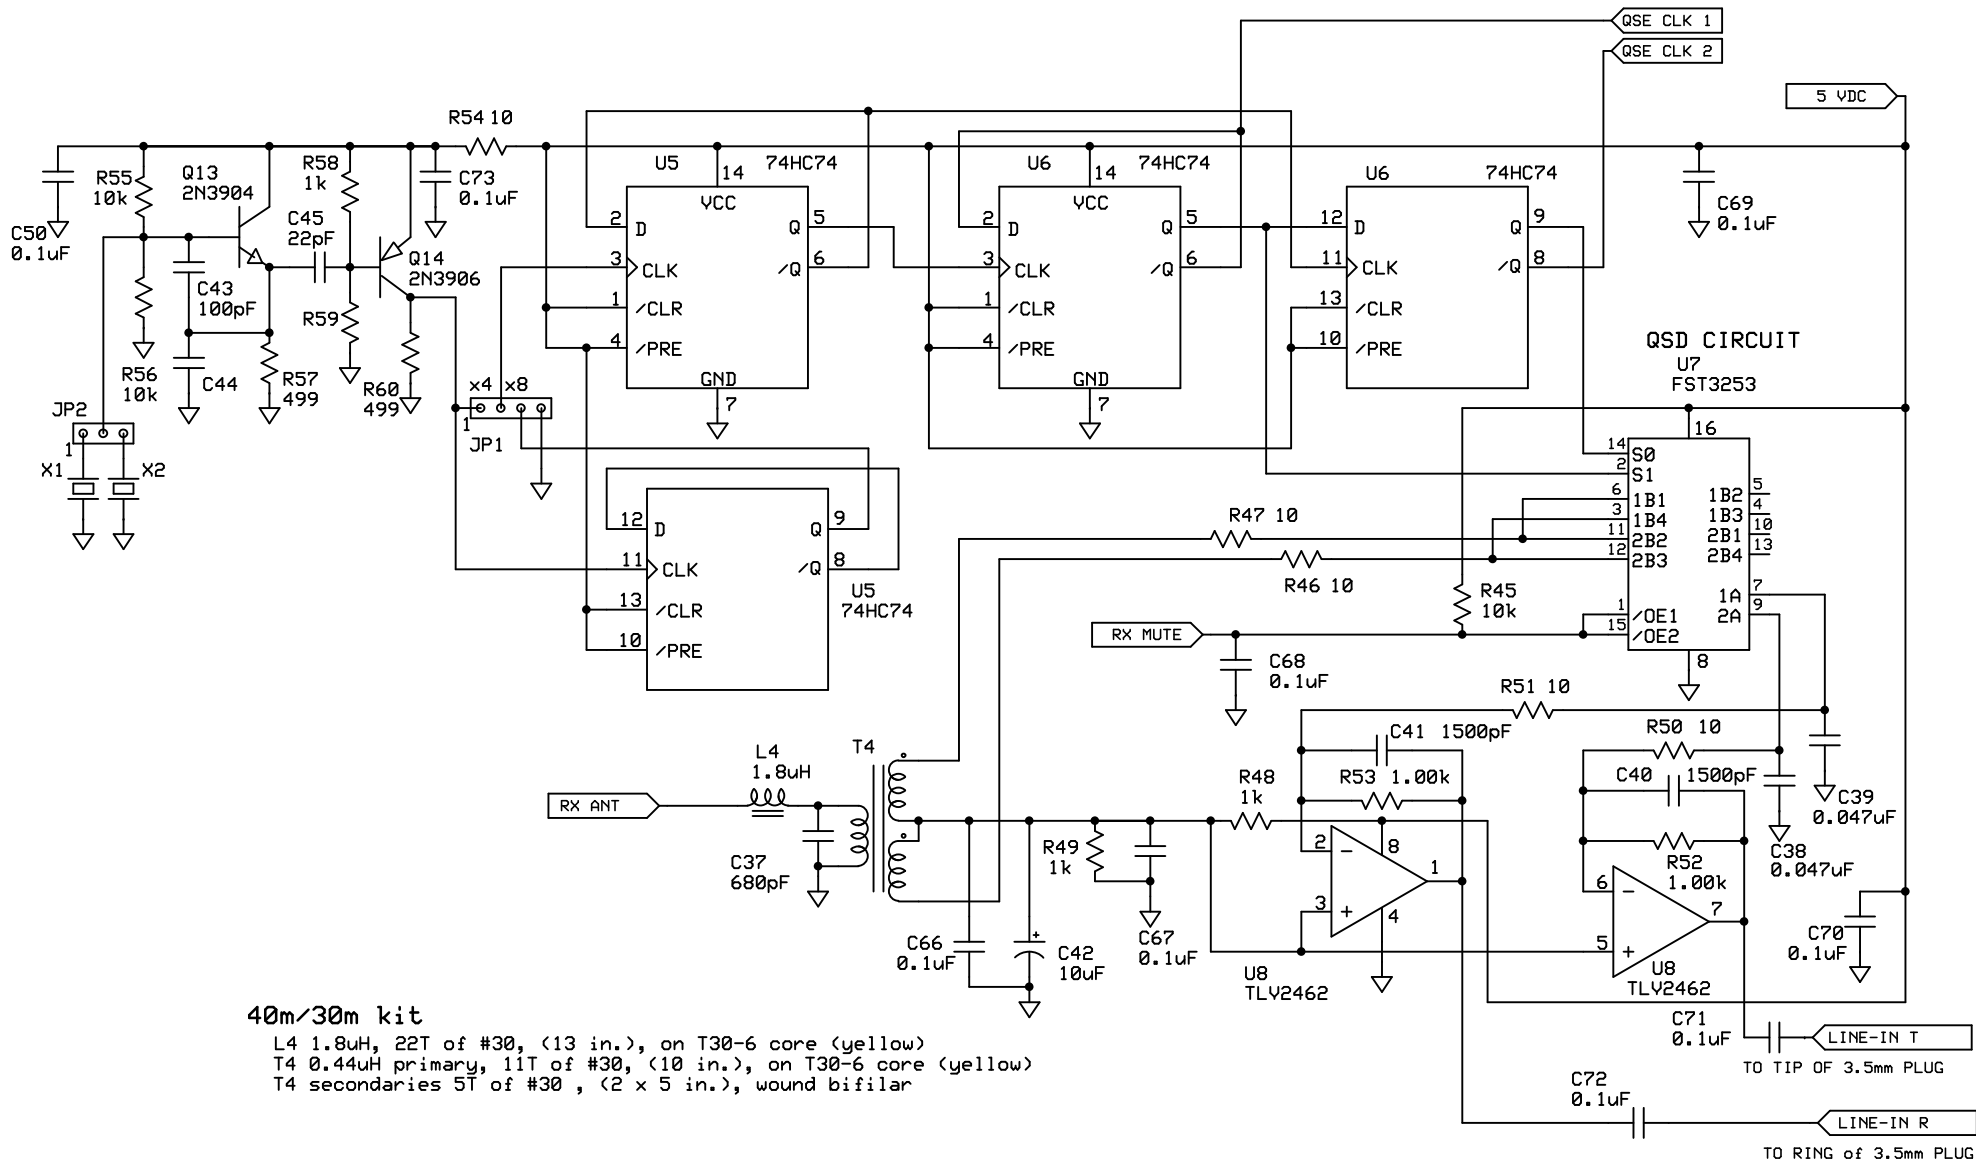 QSE CLK 1
QSE CLK 2
5 VDC
R54 10
R55
10k
Q13
2N3904
R58
1k
C73
0.1uF
C50
0.1uF
C45
22pF
Q14
2N3906
C43
100pF
R59
R56
10k
C44
R57
499
R60
499
JP2
1
X1
X2
x4
x8
1
JP1
U5
74HC74
14
VCC
2
D
Q
5
3
CLK
/Q
6
1
/CLR
4
/PRE
GND
7
U6
74HC74
14
VCC
2
D
Q
5
3
CLK
/Q
6
1
/CLR
4
/PRE
GND
7
U6
74HC74
12
D
Q
9
11
CLK
/Q
8
13
/CLR
10
/PRE
C69
0.1uF
12
D
Q
9
11
CLK
/Q
8
13
/CLR
10
/PRE
U5
74HC74
QSD CIRCUIT
U7
FST3253
16
14
S0
2
S1
6
1B1
3
1B4
11
2B2
12
2B3
1B2
5
1B3
4
2B1
10
2B4
13
1A
7
2A
9
1
/OE1
15
/OE2
8
R47 10
R46 10
R45
10k
RX MUTE
C68
0.1uF
R51 10
C41 1500pF
R50 10
R53 1.00k
C40 1500pF
C39
0.047uF
R52
1.00k
C38
0.047uF
L4
1.8uH
T4
RX ANT
C37
680pF
R48
1k
R49
1k
C66
0.1uF
C42
10uF
+
C67
0.1uF
2
-
8
1
3
+
4
U8
TLV2462
6
-
7
5
+
U8
TLV2462
C70
0.1uF
C71
0.1uF
LINE-IN T
TO TIP OF 3.5mm PLUG
C72
0.1uF
LINE-IN R
TO RING of 3.5mm PLUG
40m/30m kit
L4 1.8uH, 22T of #30, (13 in.), on T30-6 core (yellow)
T4 0.44uH primary, 11T of #30, (10 in.), on T30-6 core (yellow)
T4 secondaries 5T of #30 , (2 x 5 in.), wound bifilar